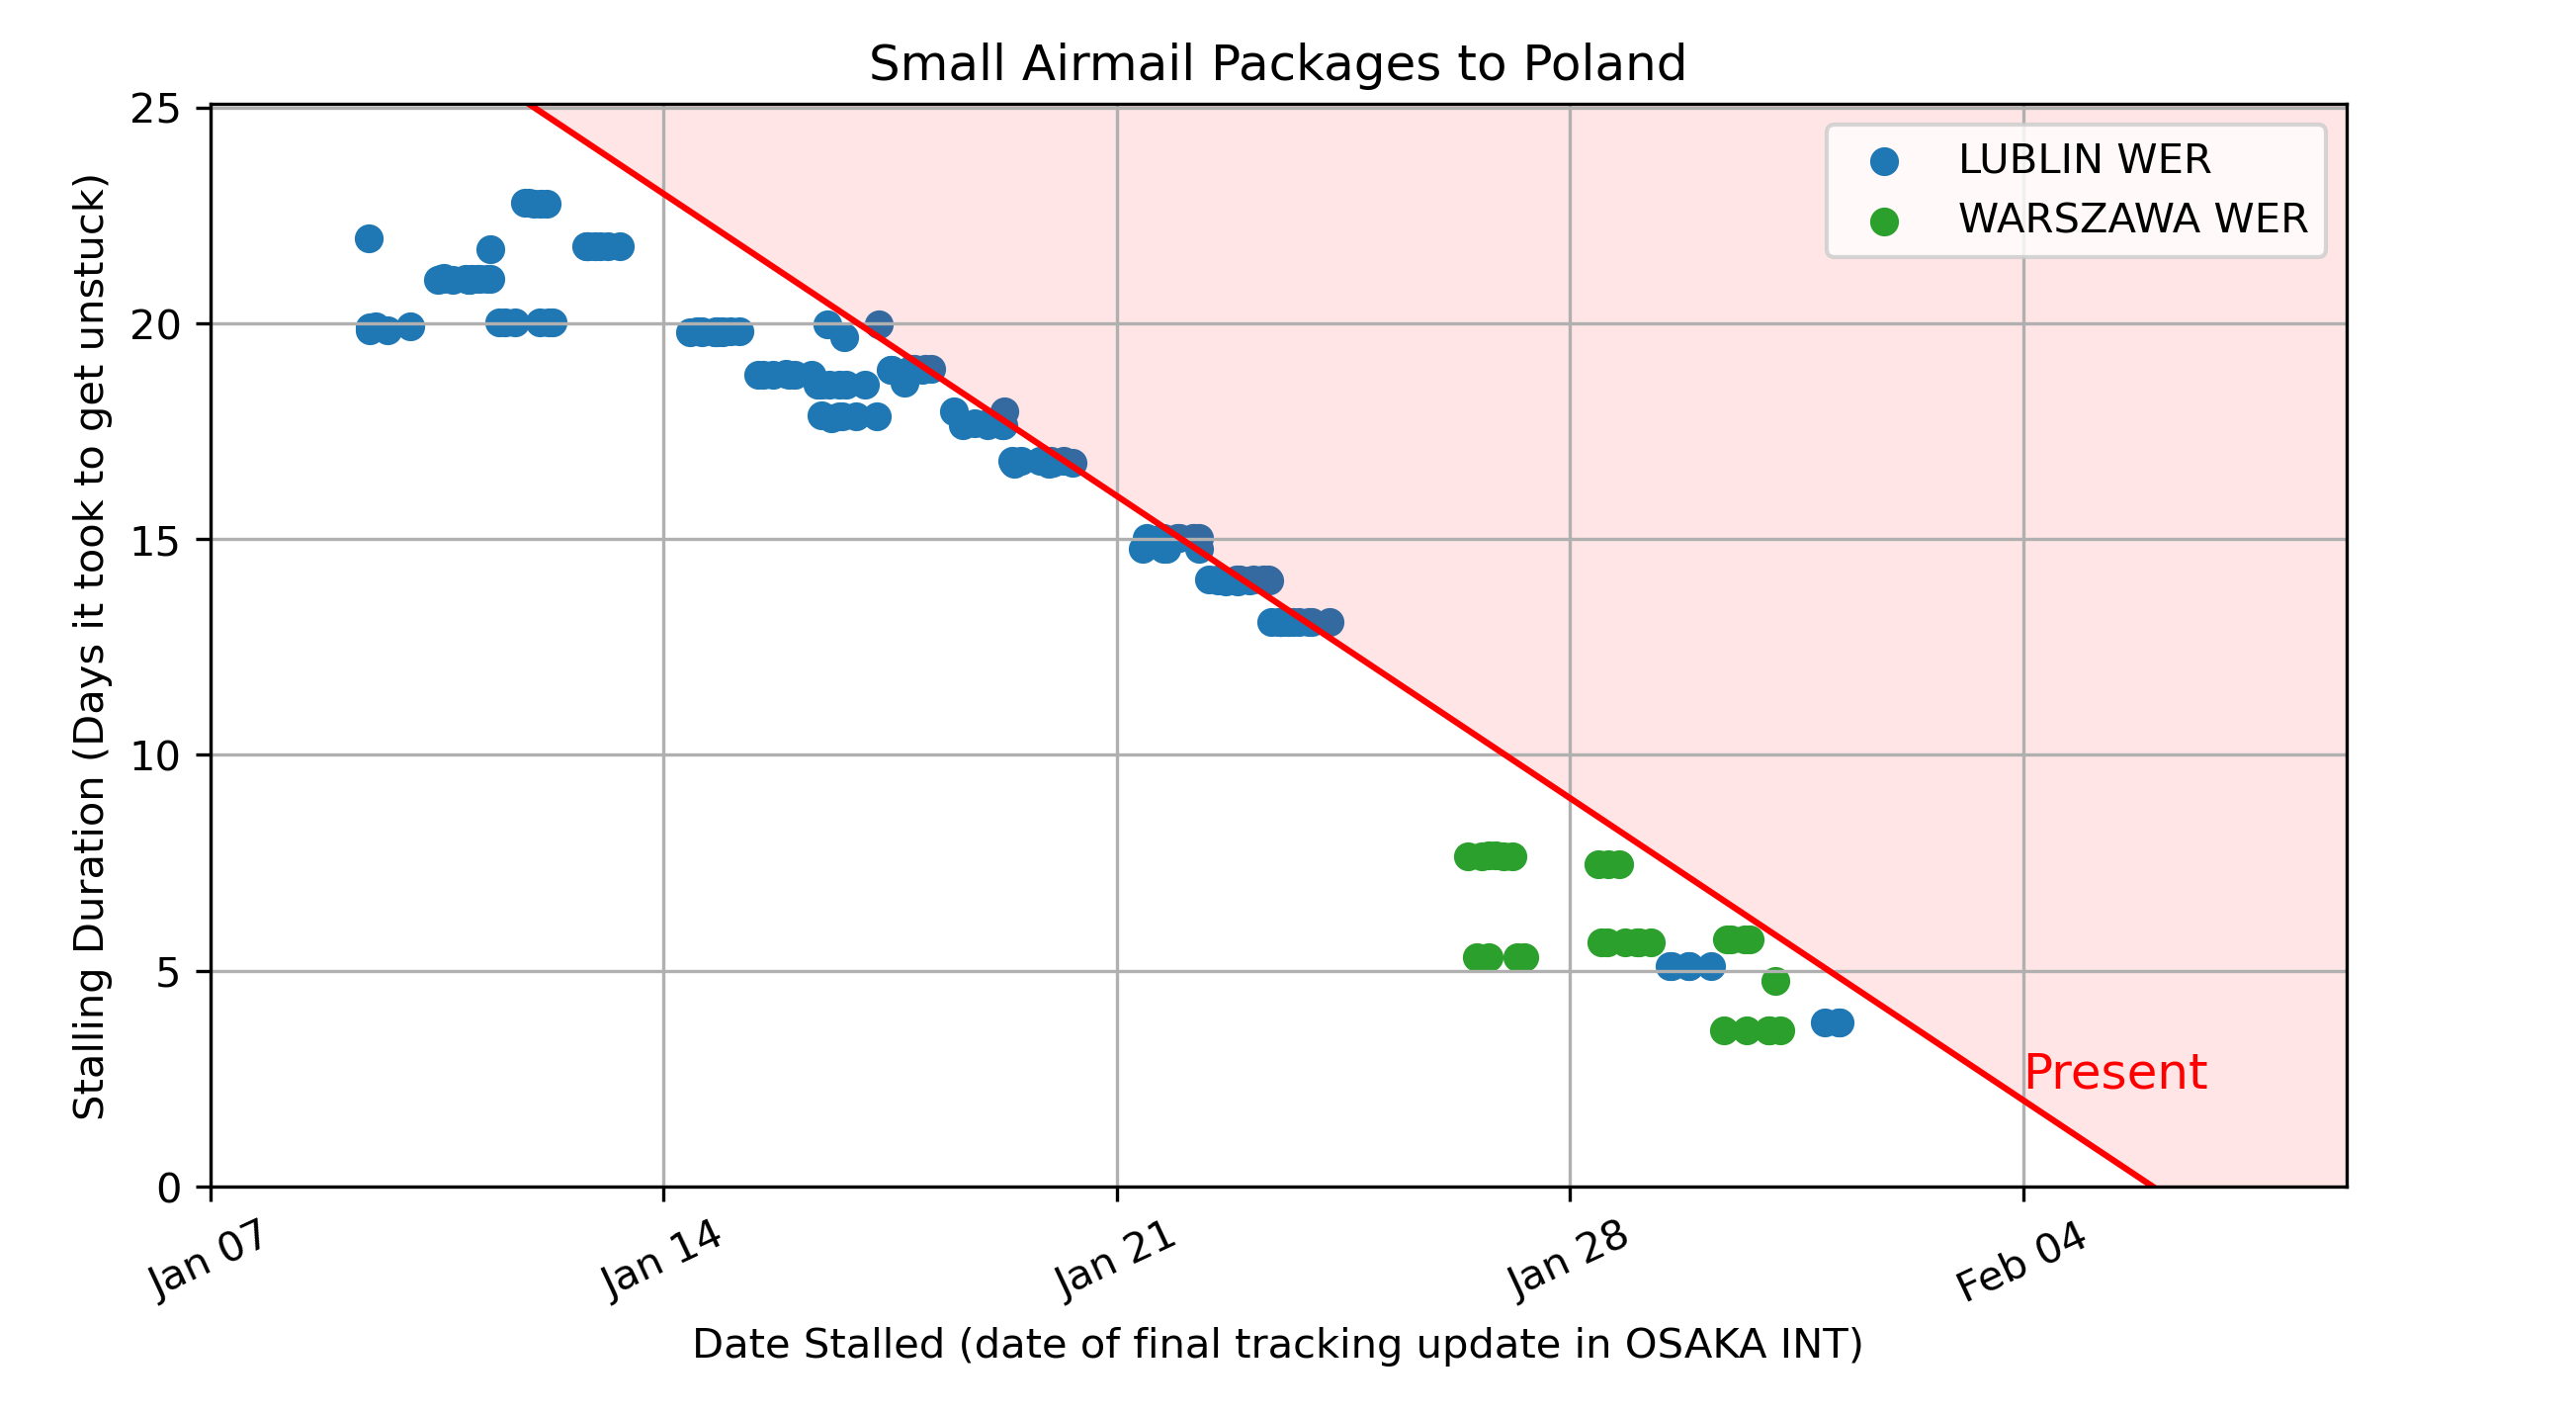 Small Airmail Packages to Poland
LUBLIN WER
WARSZAWA WER
Stalling Duration (Days it took to get unstuck)
25
20
15
10
5
0
Present
Jan 07
Jan 14
Jan 21
Jan 28
Feb 04
Date Stalled (date of final tracking update in OSAKA INT)